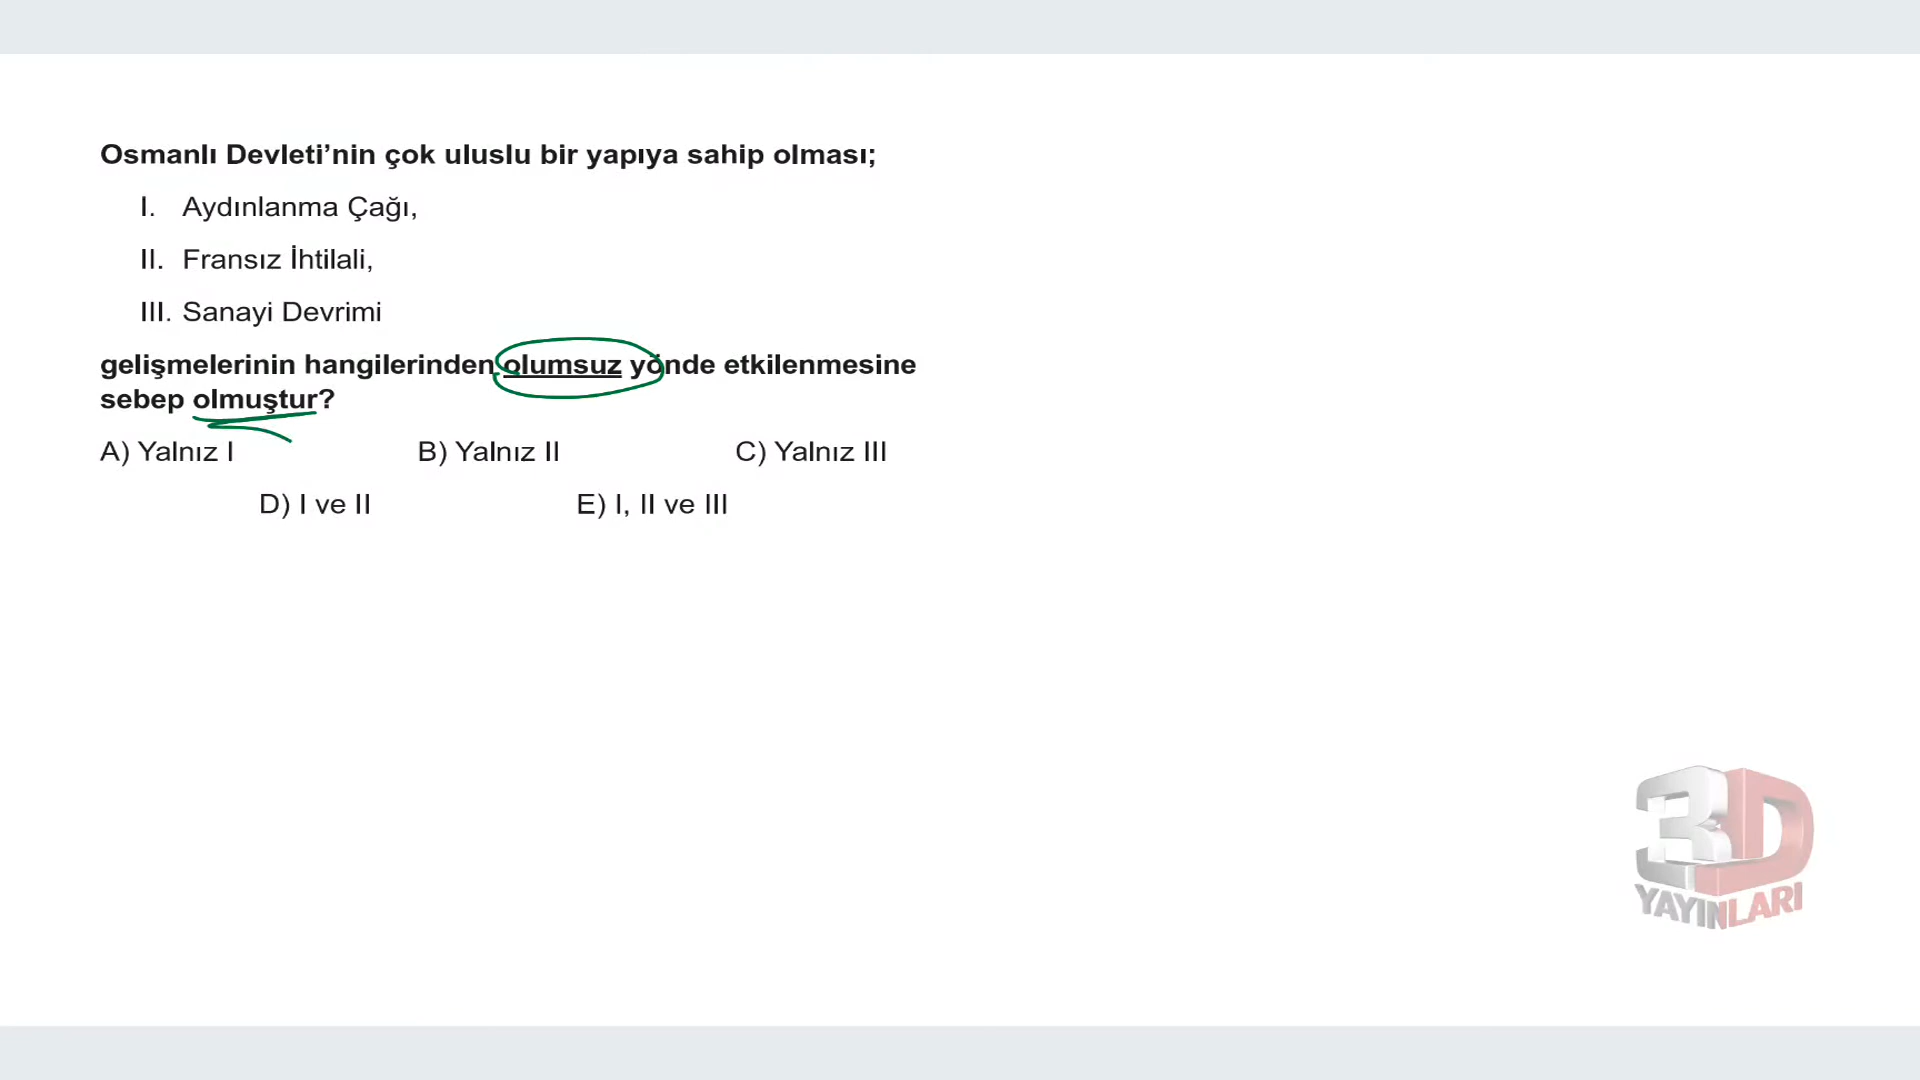 Osmanlı Devleti’nin çok uluslu bir yapıya sahip olması;
I. Aydınlanma Çağı,
II. Fransız İhtilali,
III. Sanayi Devrimi
gelişmelerinin hangilerinden olumsuz yönde etkilenmesine
sebep olmuştur?
A) Yalnız I B) Yalnız II C) Yalnız III
D) I ve II E) I, II ve III
3D
YAYINLARI